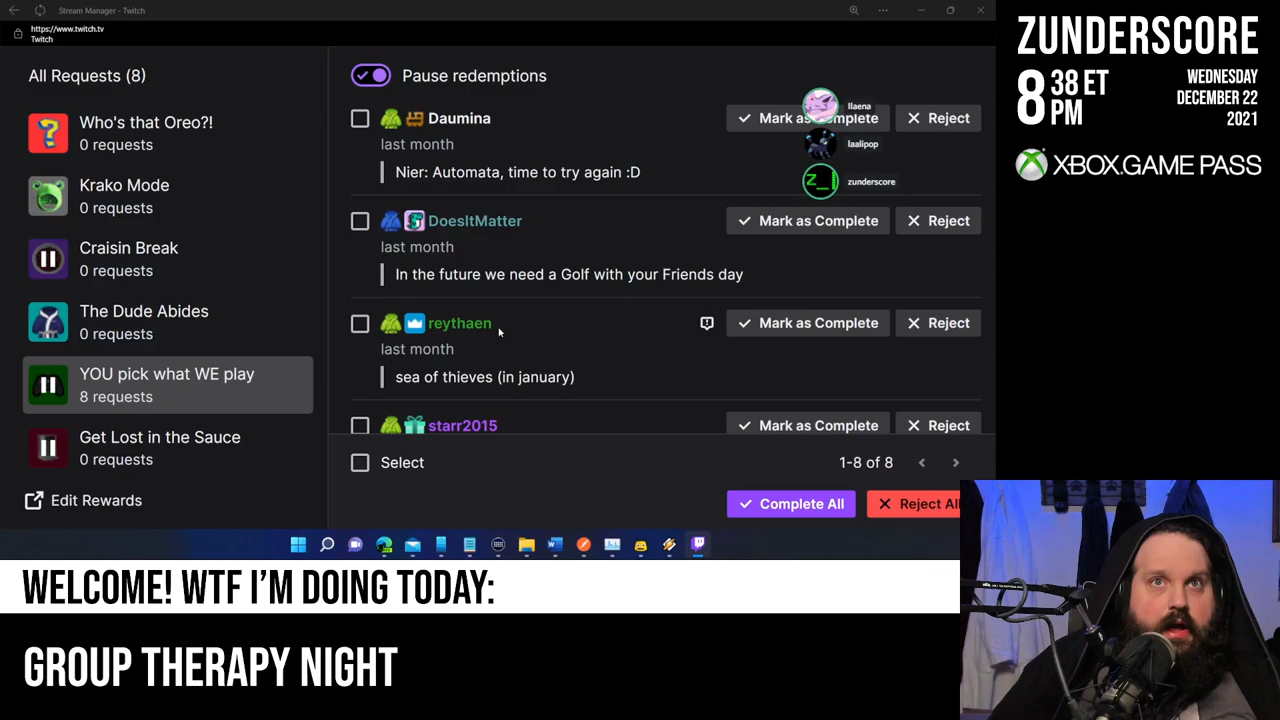 Stream Manager - Twitch
https://www.twitch.tv
Twitch
All Requests (8)
Who's that Oreo?!
0 requests
Krako Mode
0 requests
Craisin Break
0 requests
The Dude Abides
0 requests
YOU pick what WE play
8 requests
Get Lost in the Sauce
0 requests
Edit Rewards
Pause redemptions
Daumina
Mark as Complete
Reject
last month
Nier: Automata, time to try again :D
llaena
laalipop
Z_
zunderscore
DoesItMatter
Mark as Complete
Reject
last month
In the future we need a Golf with your Friends day
reythaen
Mark as Complete
Reject
last month
sea of thieves (in january)
starr2015
Mark as Complete
Reject
Select
1-8 of 8
Complete All
Reject All
ZUNDERSCORE
8 38 ET
PM
WEDNESDAY
DECEMBER 22
2021
XBOX GAME PASS
WELCOME! WTF I'M DOING TODAY:
GROUP THERAPY NIGHT